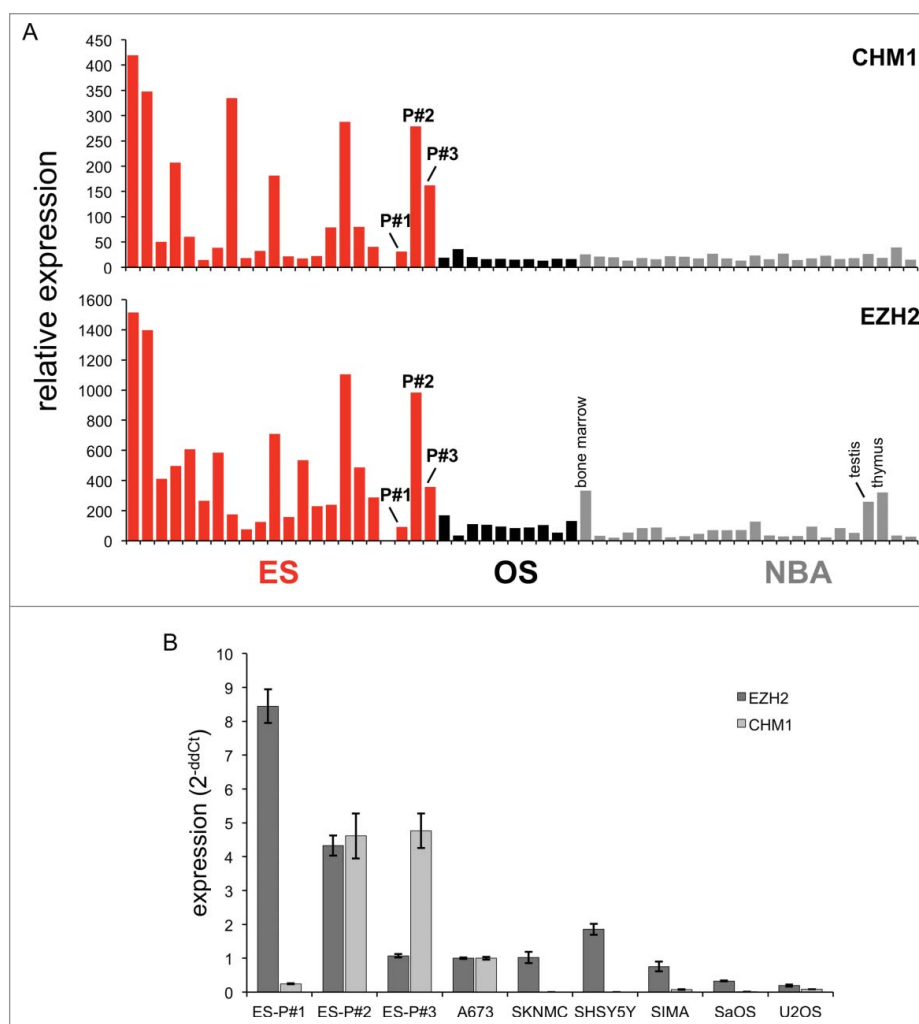 A
CHM1
450
400
350
300
250
200
150
100
50
0
P#1
P#2
P#3
relative expression
EZH2
1600
1400
1200
1000
800
600
400
200
0
P#1
P#2
P#3
bone marrow
testis
thymus
ES
OS
NBA
B
10
9
8
7
6
5
4
3
2
1
0
expression (2-ddCt)
EZH2
CHM1
ES-P#1 ES-P#2 ES-P#3 A673 SKNMC SHSY5Y SIMA SaOS U2OS